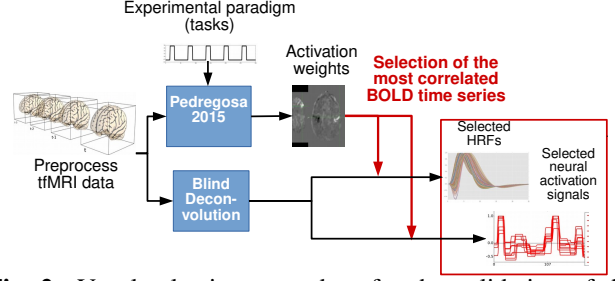 Experimental paradigm
(tasks)
Activation
weights
Selection of the
most correlated
BOLD time series
Pedregosa
2015
Preprocess
tfMRI data
Blind
Decon-
volution
Selected
HRFs
Selected
neural
activation
signals